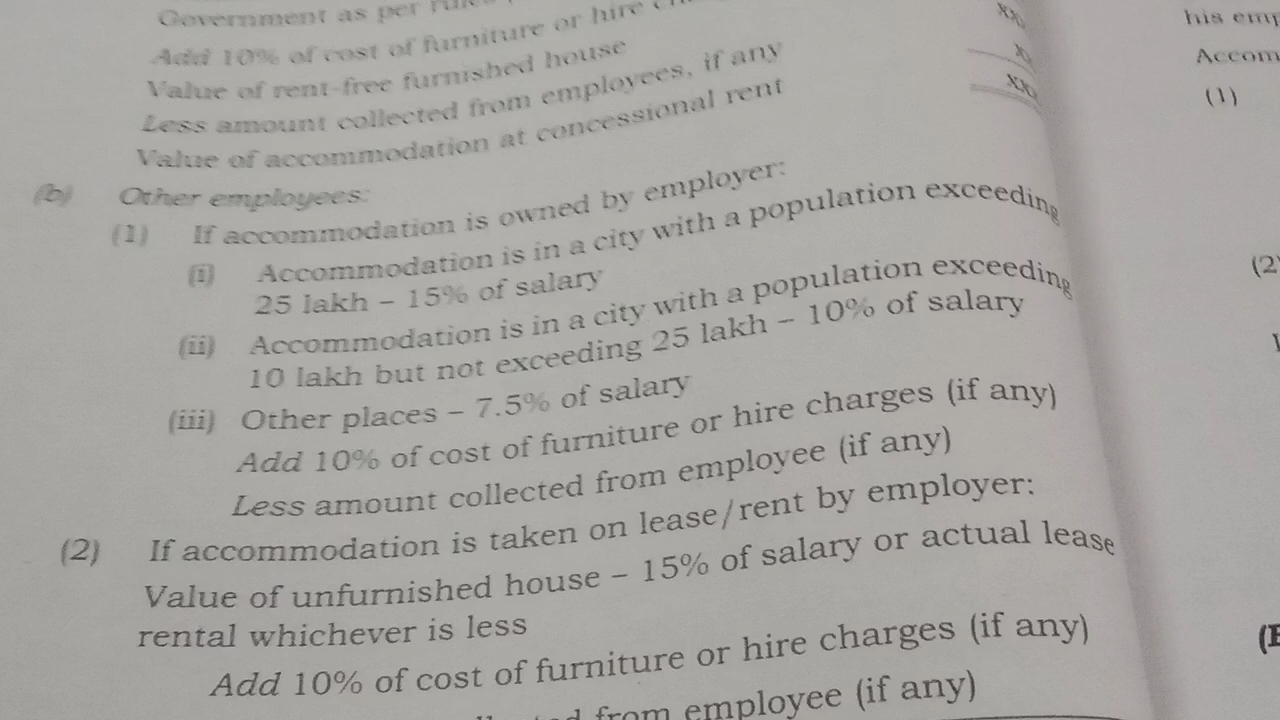 Government as per
Add 10% of cost of furniture or hire
Value of rent-free furnished house
Less amount collected from employees, if any
Value of accommodation at concessional rent
xx
xx
xx
(b) Other employees:
(1) If accommodation is owned by employer:
(i) Accommodation is in a city with a population exceeding
25 lakh – 15% of salary
(ii) Accommodation is in a city with a population exceeding
10 lakh but not exceeding 25 lakh – 10% of salary
(iii) Other places – 7.5% of salary
Add 10% of cost of furniture or hire charges (if any)
Less amount collected from employee (if any)
(2) If accommodation is taken on lease/rent by employer:
Value of unfurnished house – 15% of salary or actual lease
rental whichever is less
Add 10% of cost of furniture or hire charges (if any)
from employee (if any)
his emp
Accom
(1)
(2)